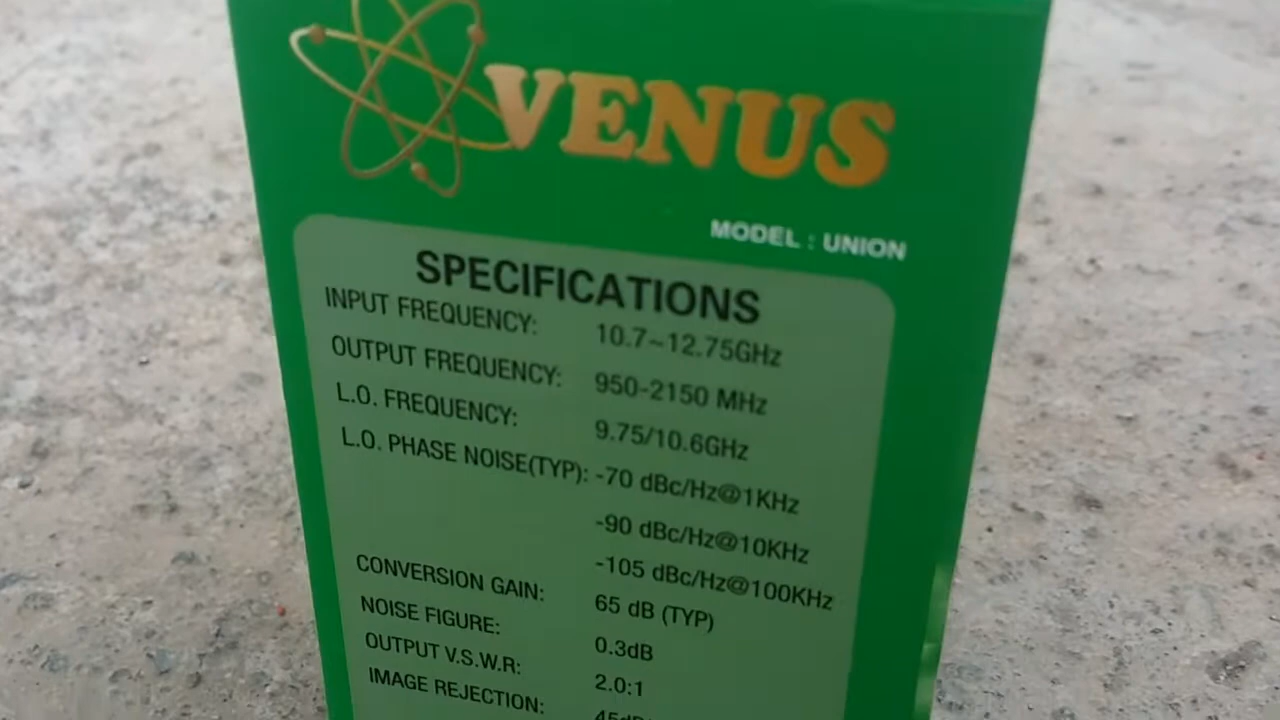 VENUS
MODEL : UNION
SPECIFICATIONS
INPUT FREQUENCY: 10.7~12.75GHz
OUTPUT FREQUENCY: 950-2150 MHz
L.O. FREQUENCY: 9.75/10.6GHz
L.O. PHASE NOISE(TYP): -70 dBc/Hz@1KHz
-90 dBc/Hz@10KHz
-105 dBc/Hz@100KHz
CONVERSION GAIN: 65 dB (TYP)
NOISE FIGURE: 0.3dB
OUTPUT V.S.W.R: 2.0:1
IMAGE REJECTION: